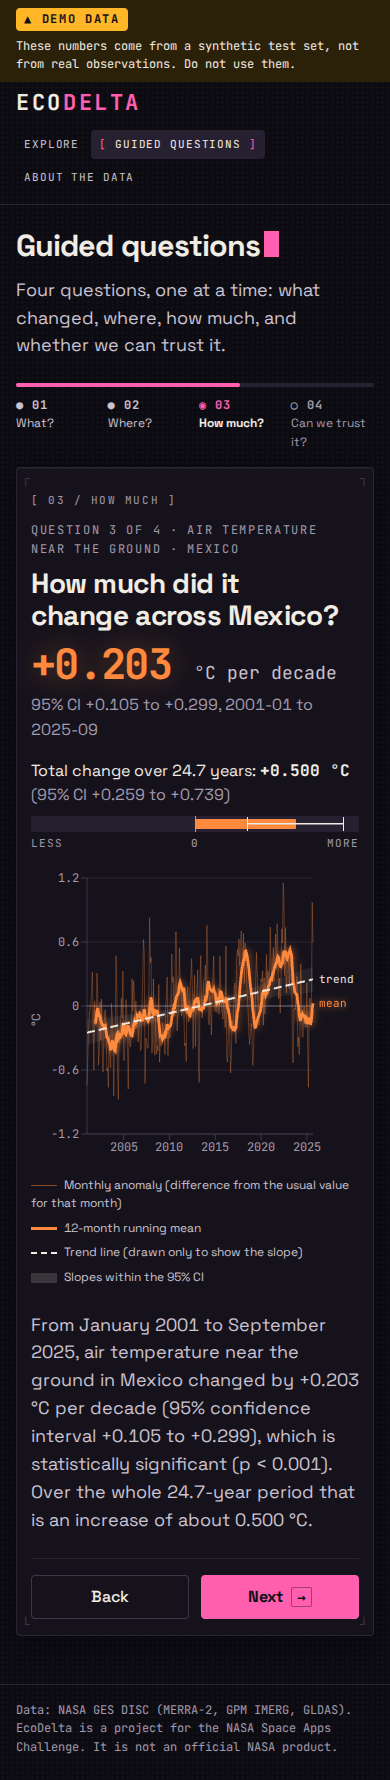 ▲ DEMO DATA
These numbers come from a synthetic test set, not
from real observations. Do not use them.
ECODELTA
EXPLORE [ GUIDED QUESTIONS ]
ABOUT THE DATA
Guided questions
Four questions, one at a time: what
changed, where, how much, and
whether we can trust it.
● 01 ● 02 ◉ 03 ○ 04
What? Where? How much? Can we trust
it?
[ 03 / HOW MUCH ]
QUESTION 3 OF 4 · AIR TEMPERATURE
NEAR THE GROUND · MEXICO
How much did it
change across Mexico?
+0.203 °C per decade
95% CI +0.105 to +0.299, 2001-01 to
2025-09
Total change over 24.7 years: +0.500 °C
(95% CI +0.259 to +0.739)
LESS 0 MORE
1.2
0.6
trend
0
mean
°C
-0.6
-1.2
2005 2010 2015 2020 2025
Monthly anomaly (difference from the usual value
for that month)
12-month running mean
Trend line (drawn only to show the slope)
Slopes within the 95% CI
From January 2001 to September
2025, air temperature near the
ground in Mexico changed by +0.203
°C per decade (95% confidence
interval +0.105 to +0.299), which is
statistically significant (p < 0.001).
Over the whole 24.7-year period that
is an increase of about 0.500 °C.
Back Next →
Data: NASA GES DISC (MERRA-2, GPM IMERG, GLDAS).
EcoDelta is a project for the NASA Space Apps
Challenge. It is not an official NASA product.